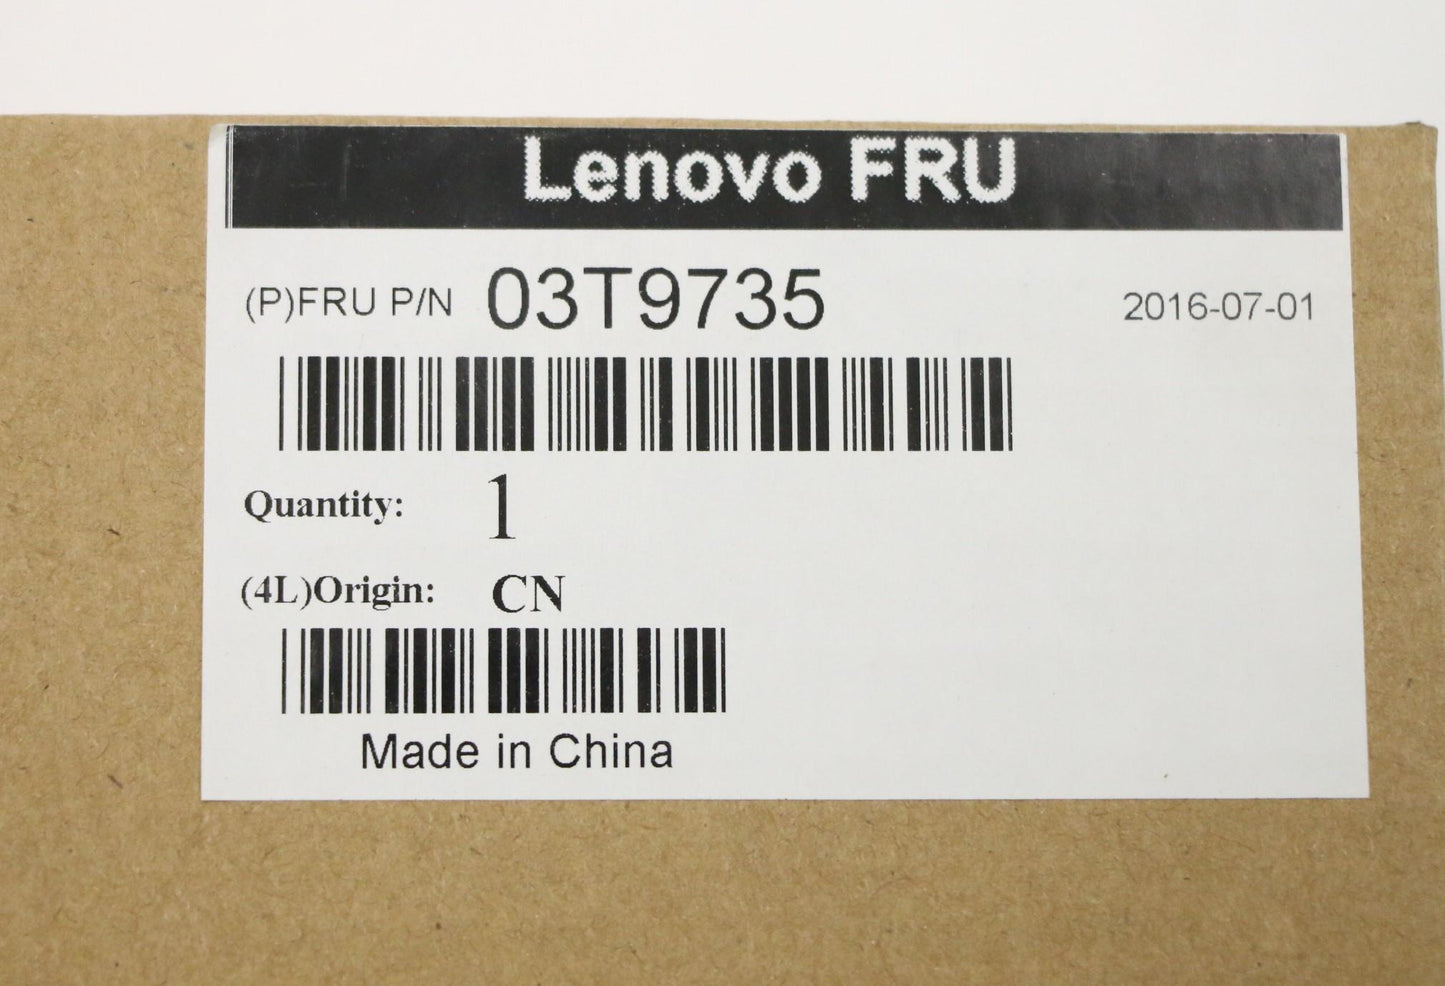 Lenovo FRU
(P)FRU P/N 03T9735 2016-07-01
Quantity: 1
(4L)Origin: CN
Made in China